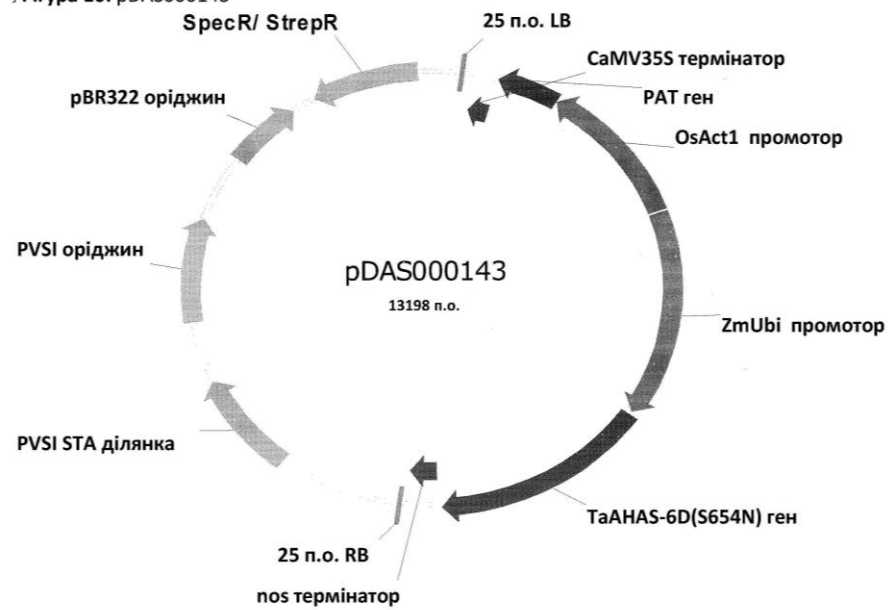 pDAS000143
SpecR/ StrepR
25 п.о. LB
CaMV35S термінатор
pBR322 оріджин
PAT ген
OsAct1 промотор
PVSI оріджин
pDAS000143
13198 п.о.
ZmUbi промотор
PVSI STA ділянка
TaAHAS-6D(S654N) ген
25 п.о. RB
nos термінатор